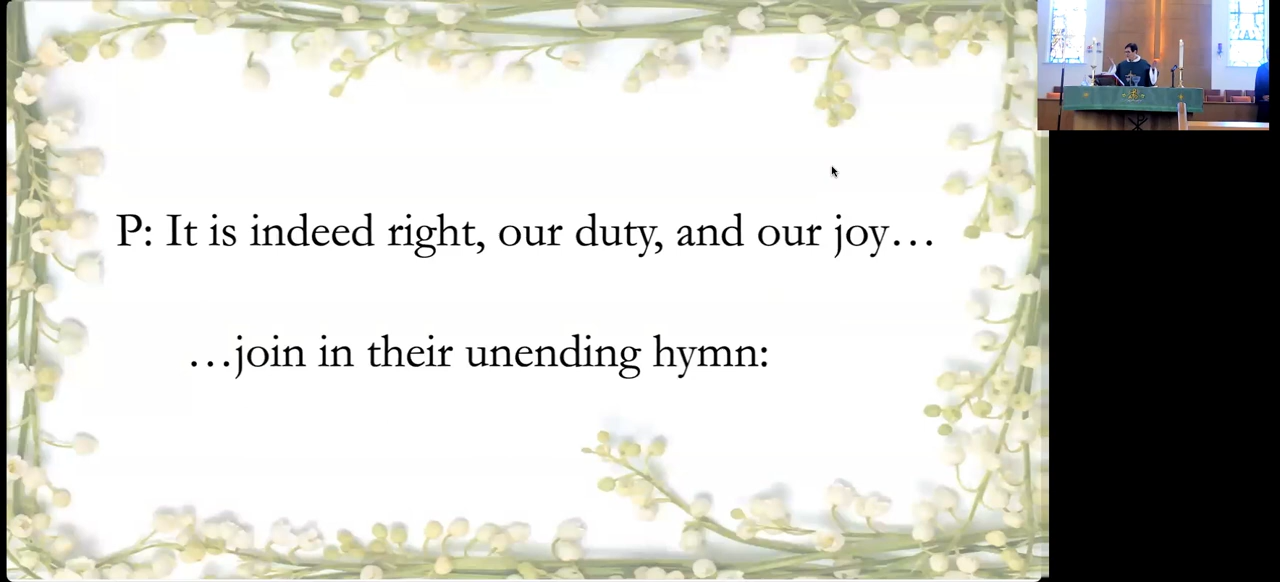 P: It is indeed right, our duty, and our joy…
…join in their unending hymn: